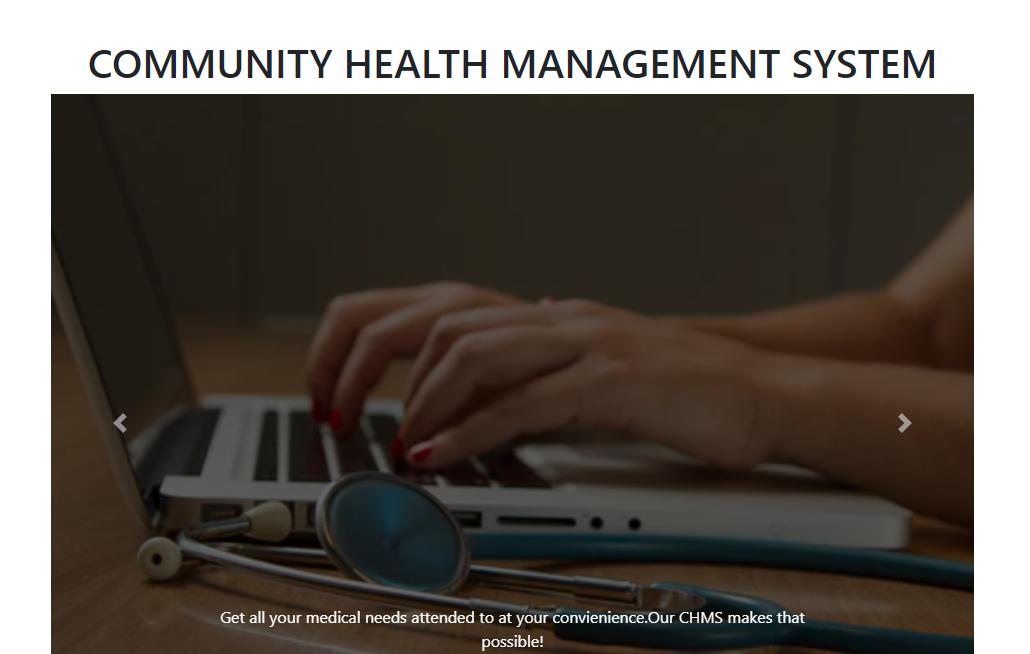 COMMUNITY HEALTH MANAGEMENT SYSTEM
Get all your medical needs attended to at your convienience.Our CHMS makes that
possible!